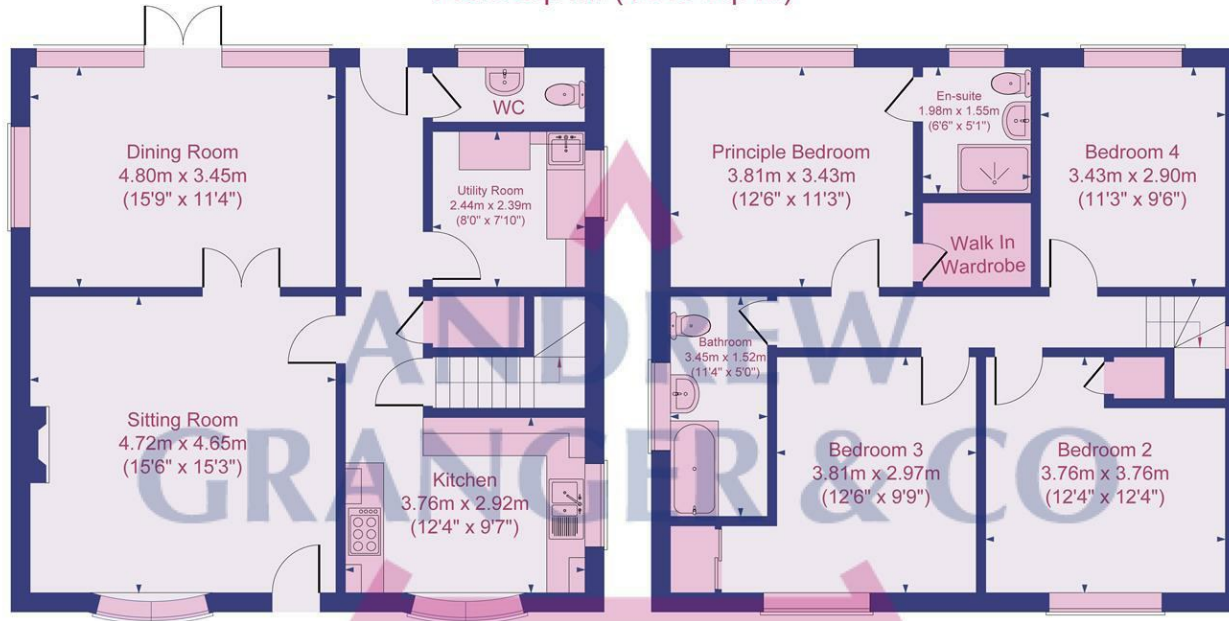 Dining Room
4.80m x 3.45m
(15'9" x 11'4")
WC
Utility Room
2.44m x 2.39m
(8'0" x 7'10")
Sitting Room
4.72m x 4.65m
(15'6" x 15'3")
Kitchen
3.76m x 2.92m
(12'4" x 9'7")
Principle Bedroom
3.81m x 3.43m
(12'6" x 11'3")
En-suite
1.98m x 1.55m
(6'6" x 5'1")
Walk In
Wardrobe
Bedroom 4
3.43m x 2.90m
(11'3" x 9'6")
Bathroom
3.45m x 1.52m
(11'4" x 5'0")
Bedroom 3
3.81m x 2.97m
(12'6" x 9'9")
Bedroom 2
3.76m x 3.76m
(12'4" x 12'4")
ANDREW
GRANGER & CO